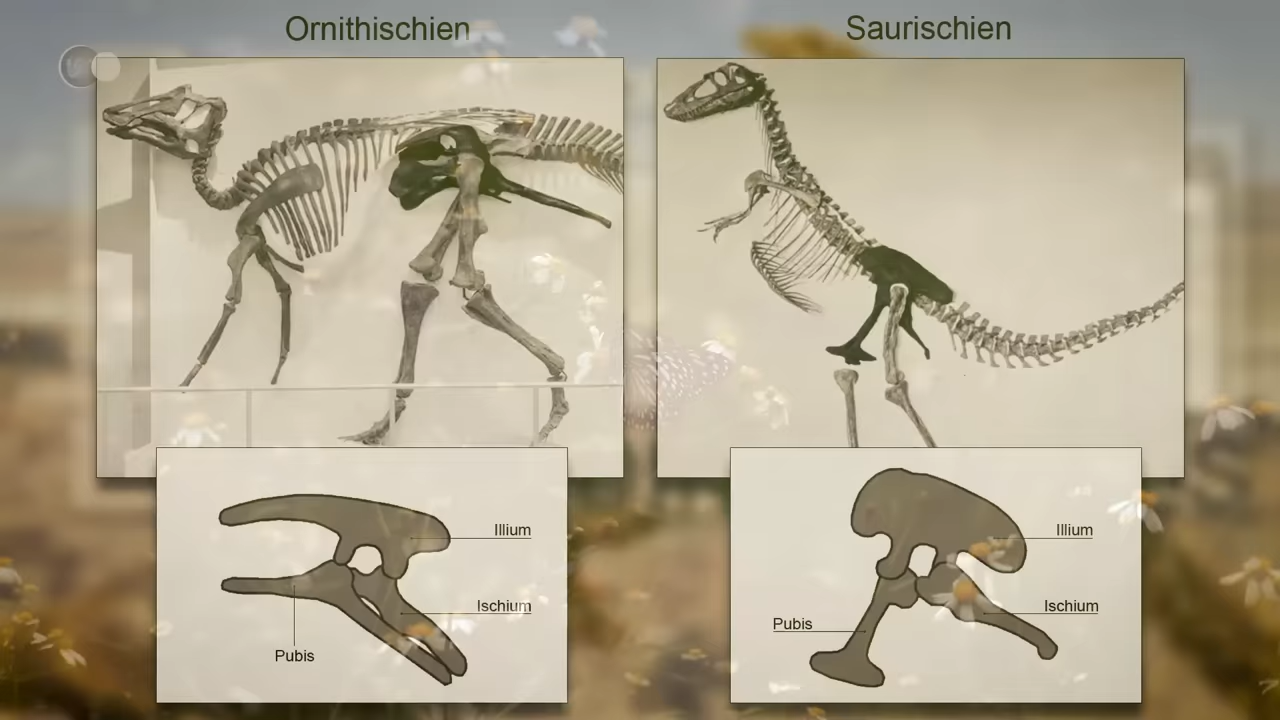 Ornithischien
Saurischien
Illium
Ischium
Pubis
Illium
Ischium
Pubis